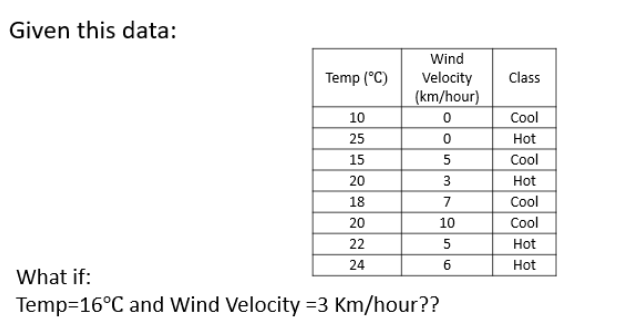 Given this data:
Temp (°C) Wind Velocity (km/hour) Class
10 0 Cool
25 0 Hot
15 5 Cool
20 3 Hot
18 7 Cool
20 10 Cool
22 5 Hot
24 6 Hot
What if:
Temp=16°C and Wind Velocity =3 Km/hour??